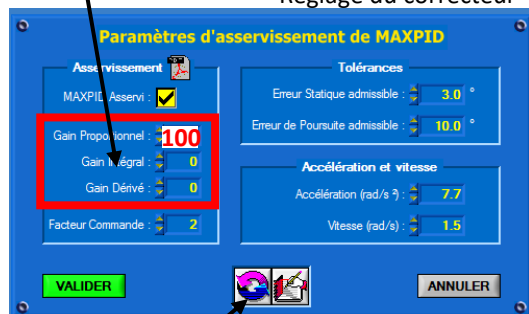 Réglage du correcteur
Paramètres d'asservissement de MAXPID
Asservissement
MAXPID Asservi :
Gain Proportionnel : 100
Gain Intégral : 0
Gain Dérivé : 0
Facteur Commande : 2
Tolérances
Erreur Statique admissible : 3.0 °
Erreur de Poursuite admissible : 10.0 °
Accélération et vitesse
Accélération (rad/s ²) : 7.7
Vitesse (rad/s) : 1.5
VALIDER
ANNULER